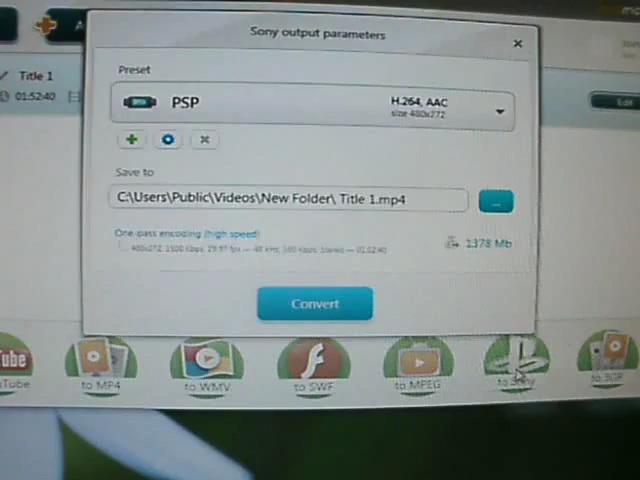 Sony output parameters
Preset
Title 1
01:52:40
PSP
H.264, AAC
size 480x272
Edit
Save to
C:\Users\Public\Videos\New Folder\ Title 1.mp4
...
One-pass encoding (high speed)
1378 Mb
Convert
to MP4
to WMV
to SWF
to MPEG
to Sony